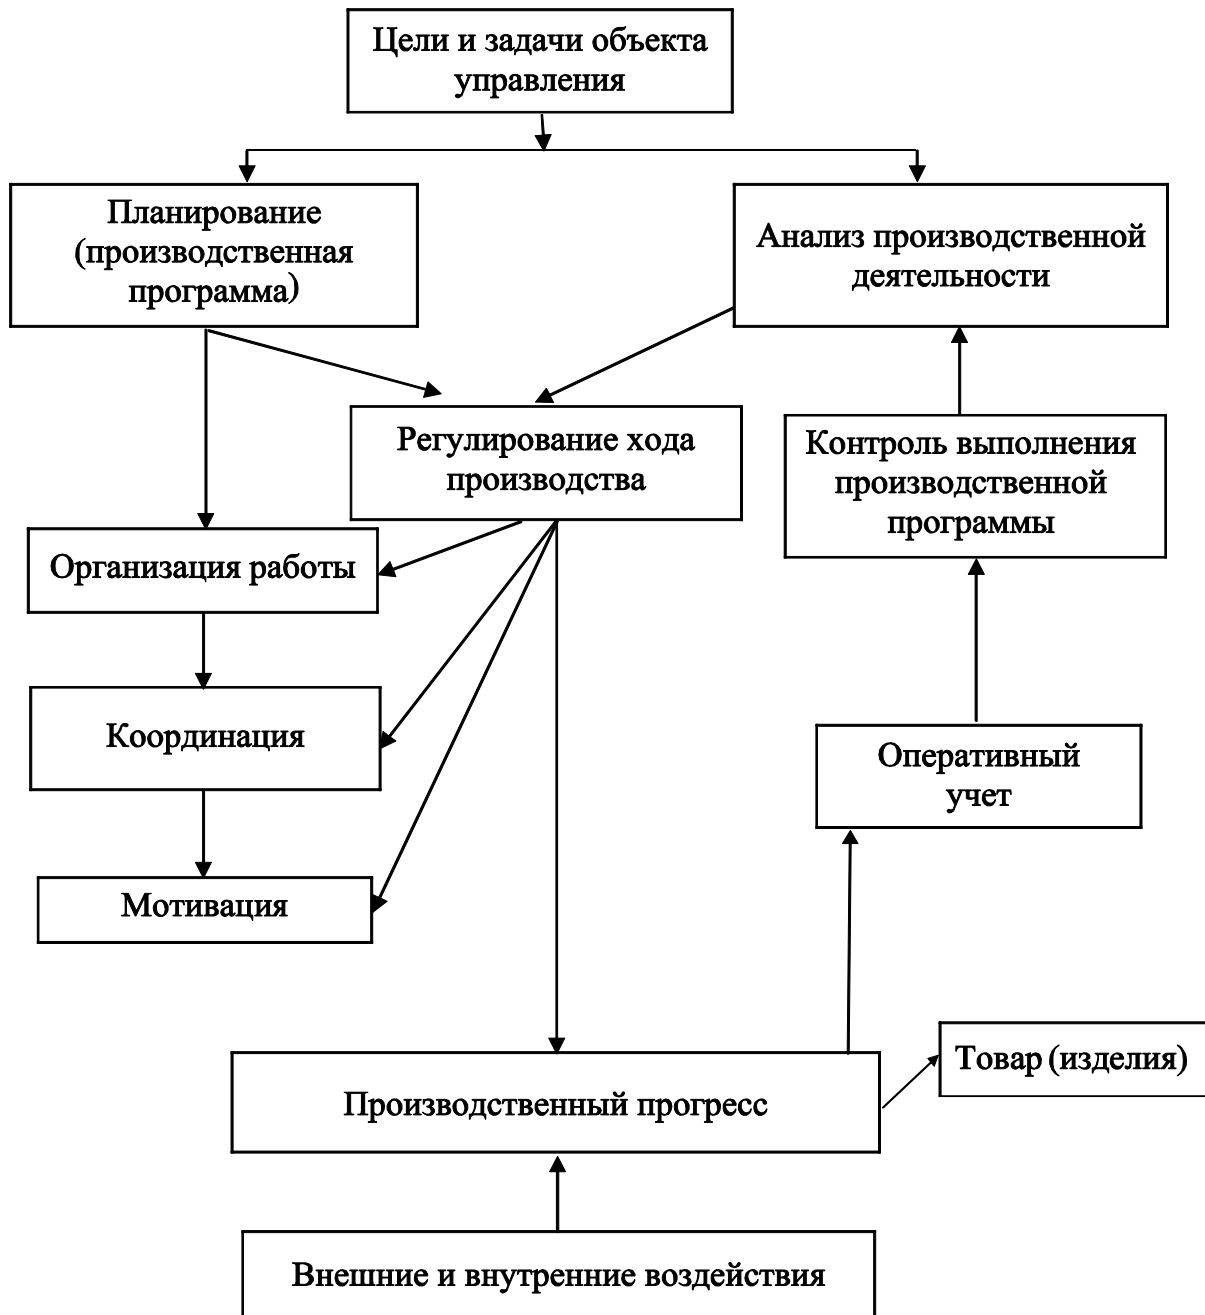 Цели и задачи объекта
управления
Планирование
(производственная
программа)
Анализ производственной
деятельности
Регулирование хода
производства
Контроль выполнения
производственной
программы
Организация работы
Координация
Оперативный
учет
Мотивация
Товар (изделия)
Производственный прогресс
Внешние и внутренние воздействия